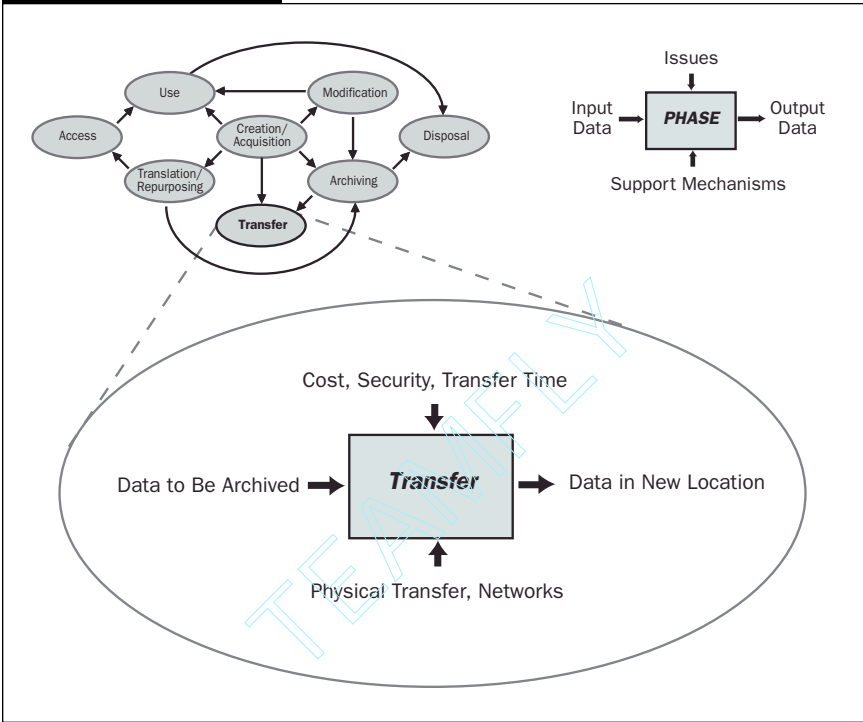 Use
Modification
Access
Creation/
Acquisition
Disposal
Translation/
Repurposing
Archiving
Transfer
Issues
Input
Data
PHASE
Output
Data
Support Mechanisms
Cost, Security, Transfer Time
Data to Be Archived
Transfer
Data in New Location
Physical Transfer, Networks
TEAMFLY